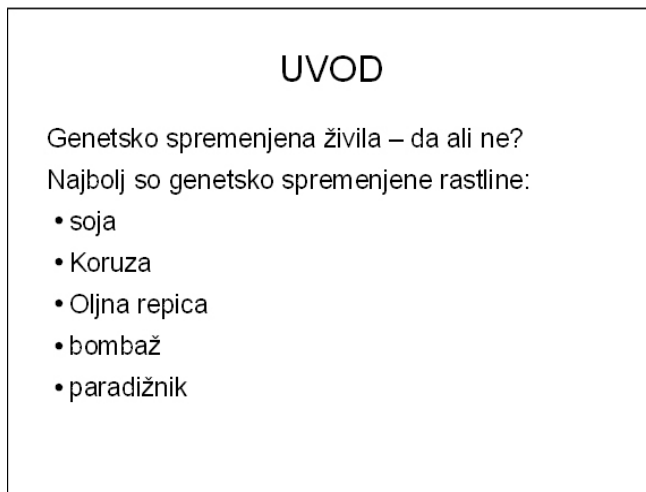 UVOD
Genetsko spremenjena živila – da ali ne?
Najbolj so genetsko spremenjene rastline:
• soja
• Koruza
• Oljna repica
• bombaž
• paradižnik